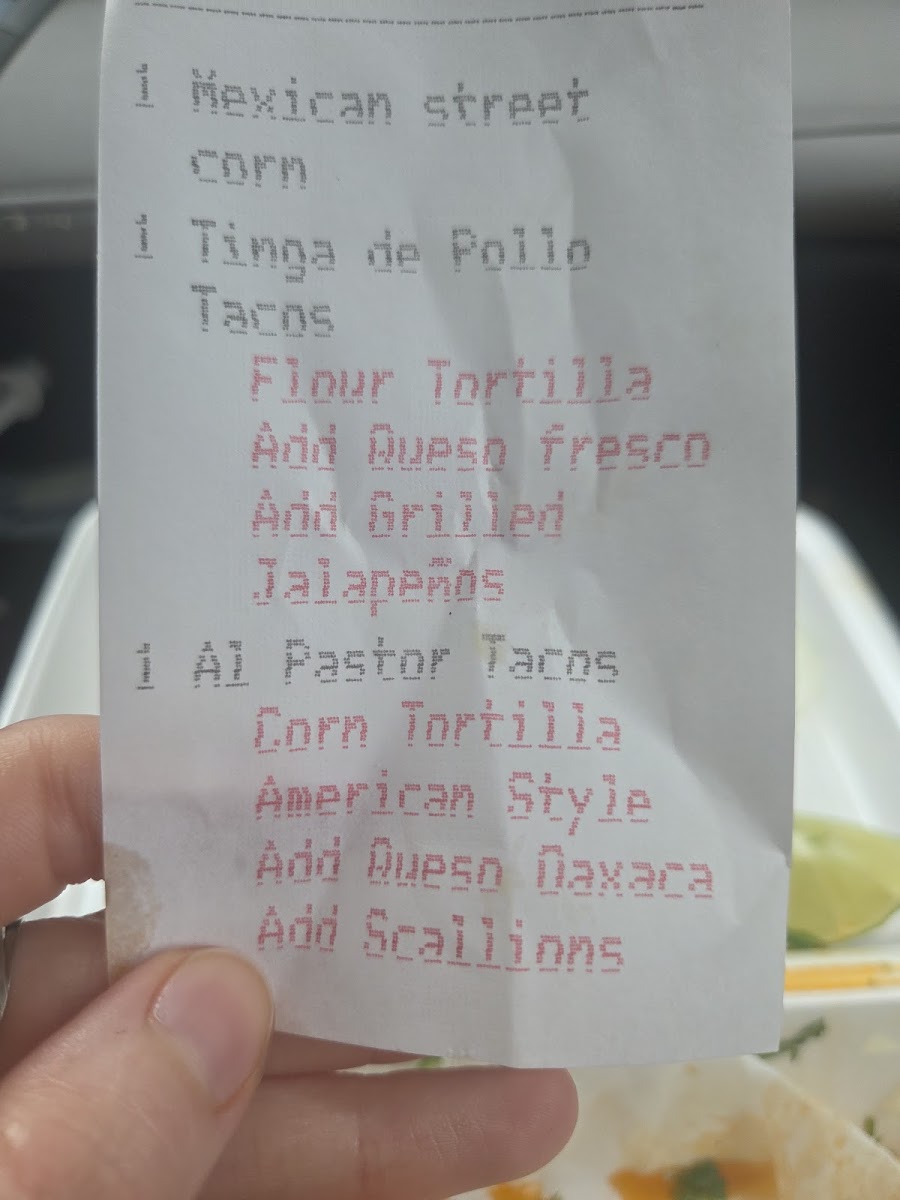 1 Mexican street
corn
1 Tinga de Pollo
Tacos
Flour Tortilla
Add Queso fresco
Add Grilled
Jalapeños
1 Al Pastor Tacos
Corn Tortilla
American Style
Add Queso Oaxaca
Add Scallions